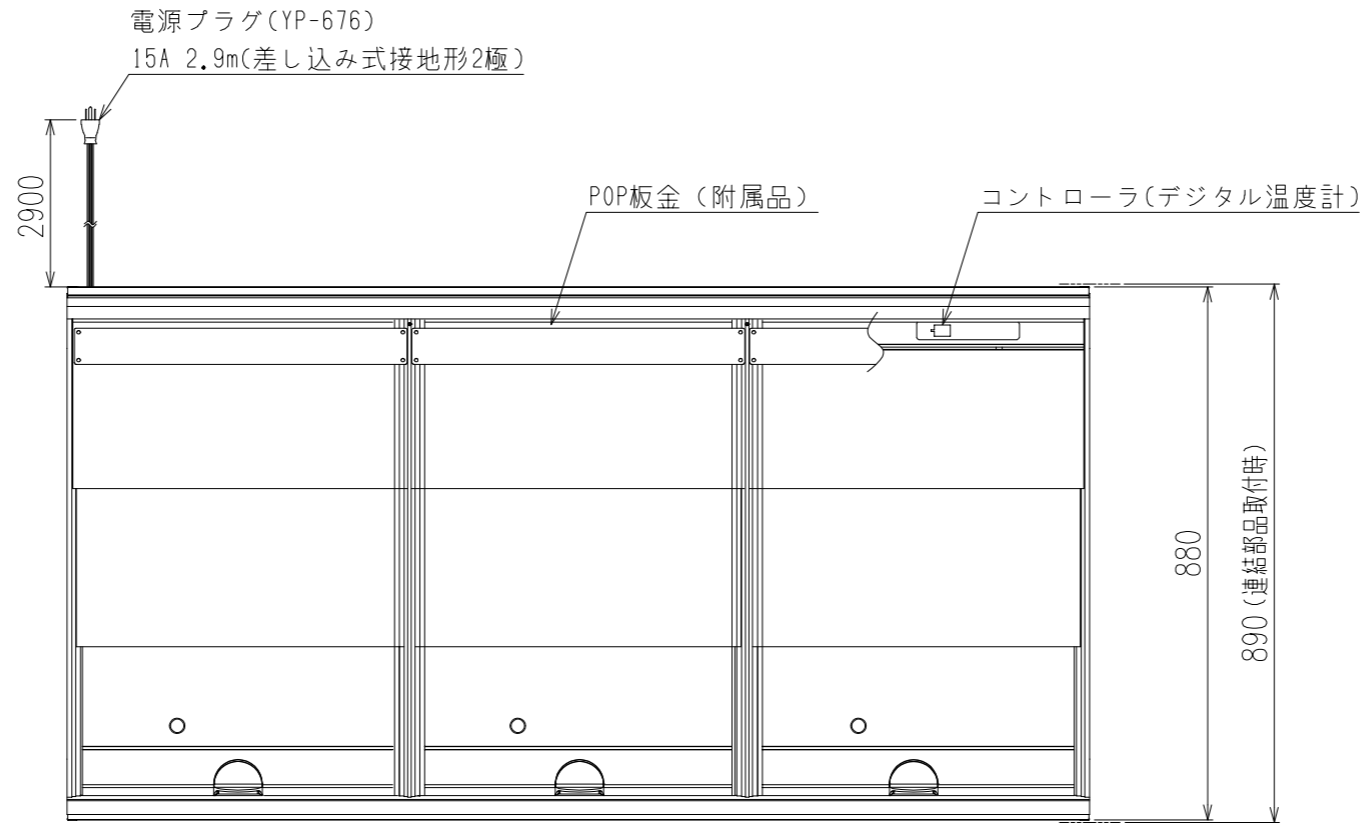 電源プラグ(YP-676)
15A 2.9m(差し込み式接地形2極)
2900
POP板金（附属品）
コントローラ(デジタル温度計)
880
890(連結部品取付時)